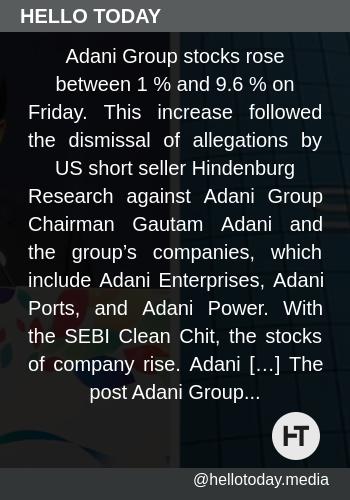 HELLO TODAY
Adani Group stocks rose
between 1 % and 9.6 % on
Friday. This increase followed
the dismissal of allegations by
US short seller Hindenburg
Research against Adani Group
Chairman Gautam Adani and
the group’s companies, which
include Adani Enterprises, Adani
Ports, and Adani Power. With
the SEBI Clean Chit, the stocks
of company rise. Adani […] The
post Adani Group...
HT
@hellotoday.media